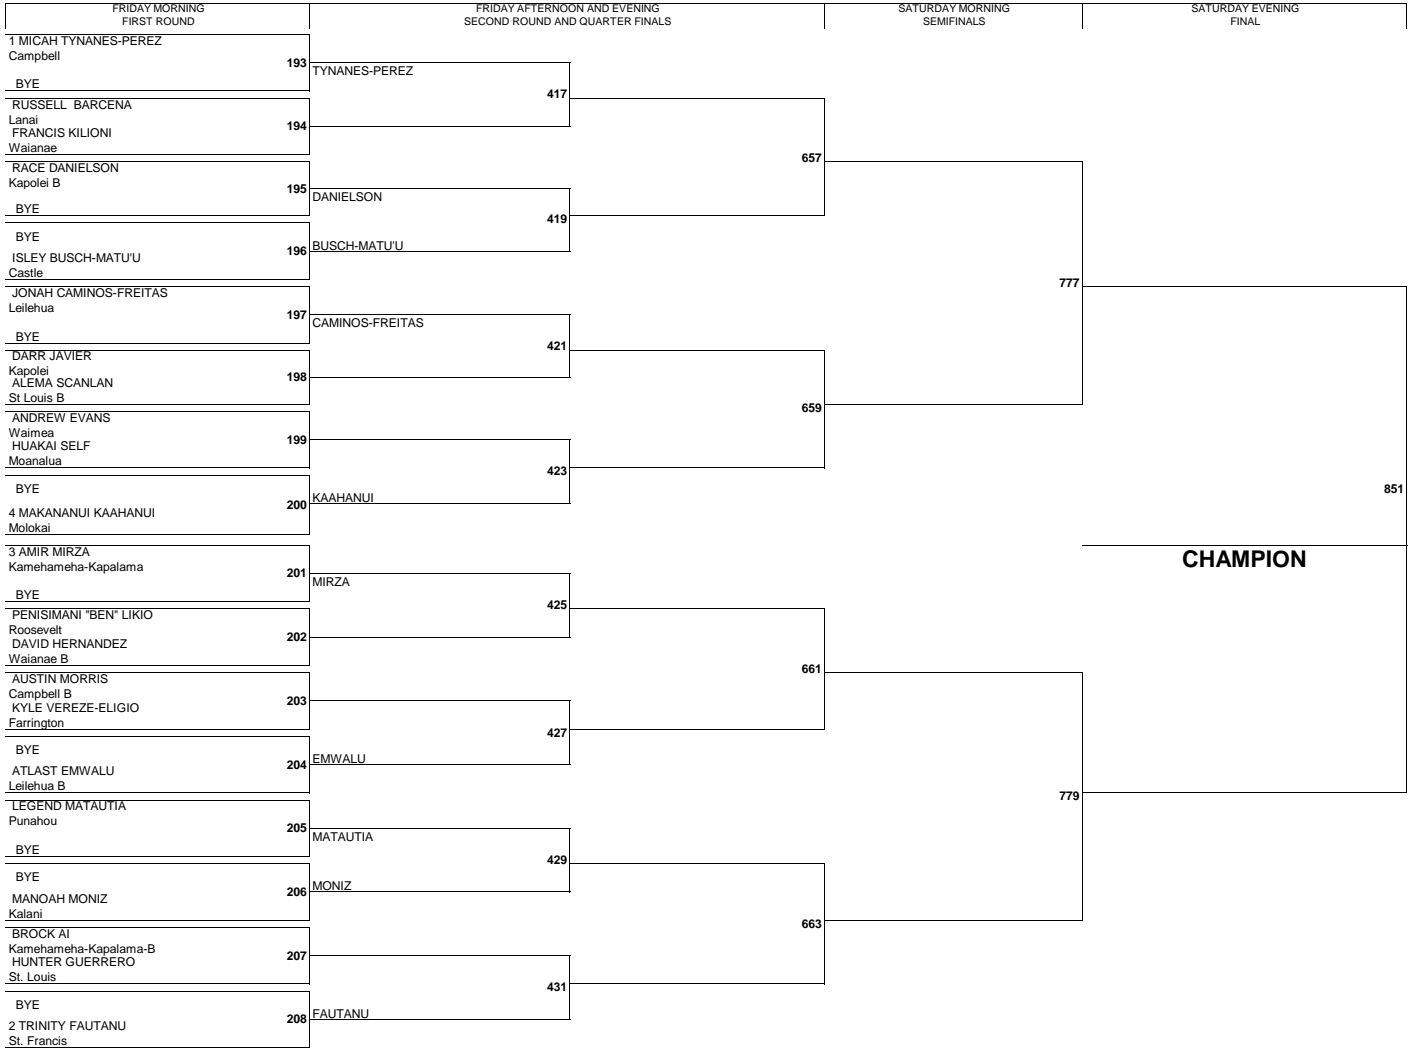 FRIDAY MORNING
FIRST ROUND
FRIDAY AFTERNOON AND EVENING
SECOND ROUND AND QUARTER FINALS
SATURDAY MORNING
SEMIFINALS
SATURDAY EVENING
FINAL
1 MICAH TYNANES-PEREZ
Campbell
193
BYE
RUSSELL BARCENA
Lanai
194
FRANCIS KILIONI
Waianae
RACE DANIELSON
Kapolei B
195
BYE
BYE
196
ISLEY BUSCH-MATU'U
Castle
JONAH CAMINOS-FREITAS
Leilehua
197
BYE
DARR JAVIER
Kapolei
198
ALEMA SCANLAN
St Louis B
ANDREW EVANS
Waimea
199
HUAKAI SELF
Moanalua
BYE
200
4 MAKANANUI KAAHANUI
Molokai
3 AMIR MIRZA
Kamehameha-Kapalama
201
BYE
PENISIMANI "BEN" LIKIO
Roosevelt
202
DAVID HERNANDEZ
Waianae B
AUSTIN MORRIS
Campbell B
203
KYLE VEREZE-ELIGIO
Farrington
BYE
204
ATLAST EMWALU
Leilehua B
LEGEND MATAUTIA
Punahou
205
BYE
BYE
206
MANOAH MONIZ
Kalani
BROCK AI
Kamehameha-Kapalama-B
207
HUNTER GUERRERO
St. Louis
BYE
208
2 TRINITY FAUTANU
St. Francis
TYNANES-PEREZ
417
DANIELSON
419
BUSCH-MATU'U
CAMINOS-FREITAS
421
423
KAAHANUI
MIRZA
425
427
EMWALU
MATAUTIA
429
MONIZ
431
FAUTANU
657
659
661
663
777
779
851
CHAMPION